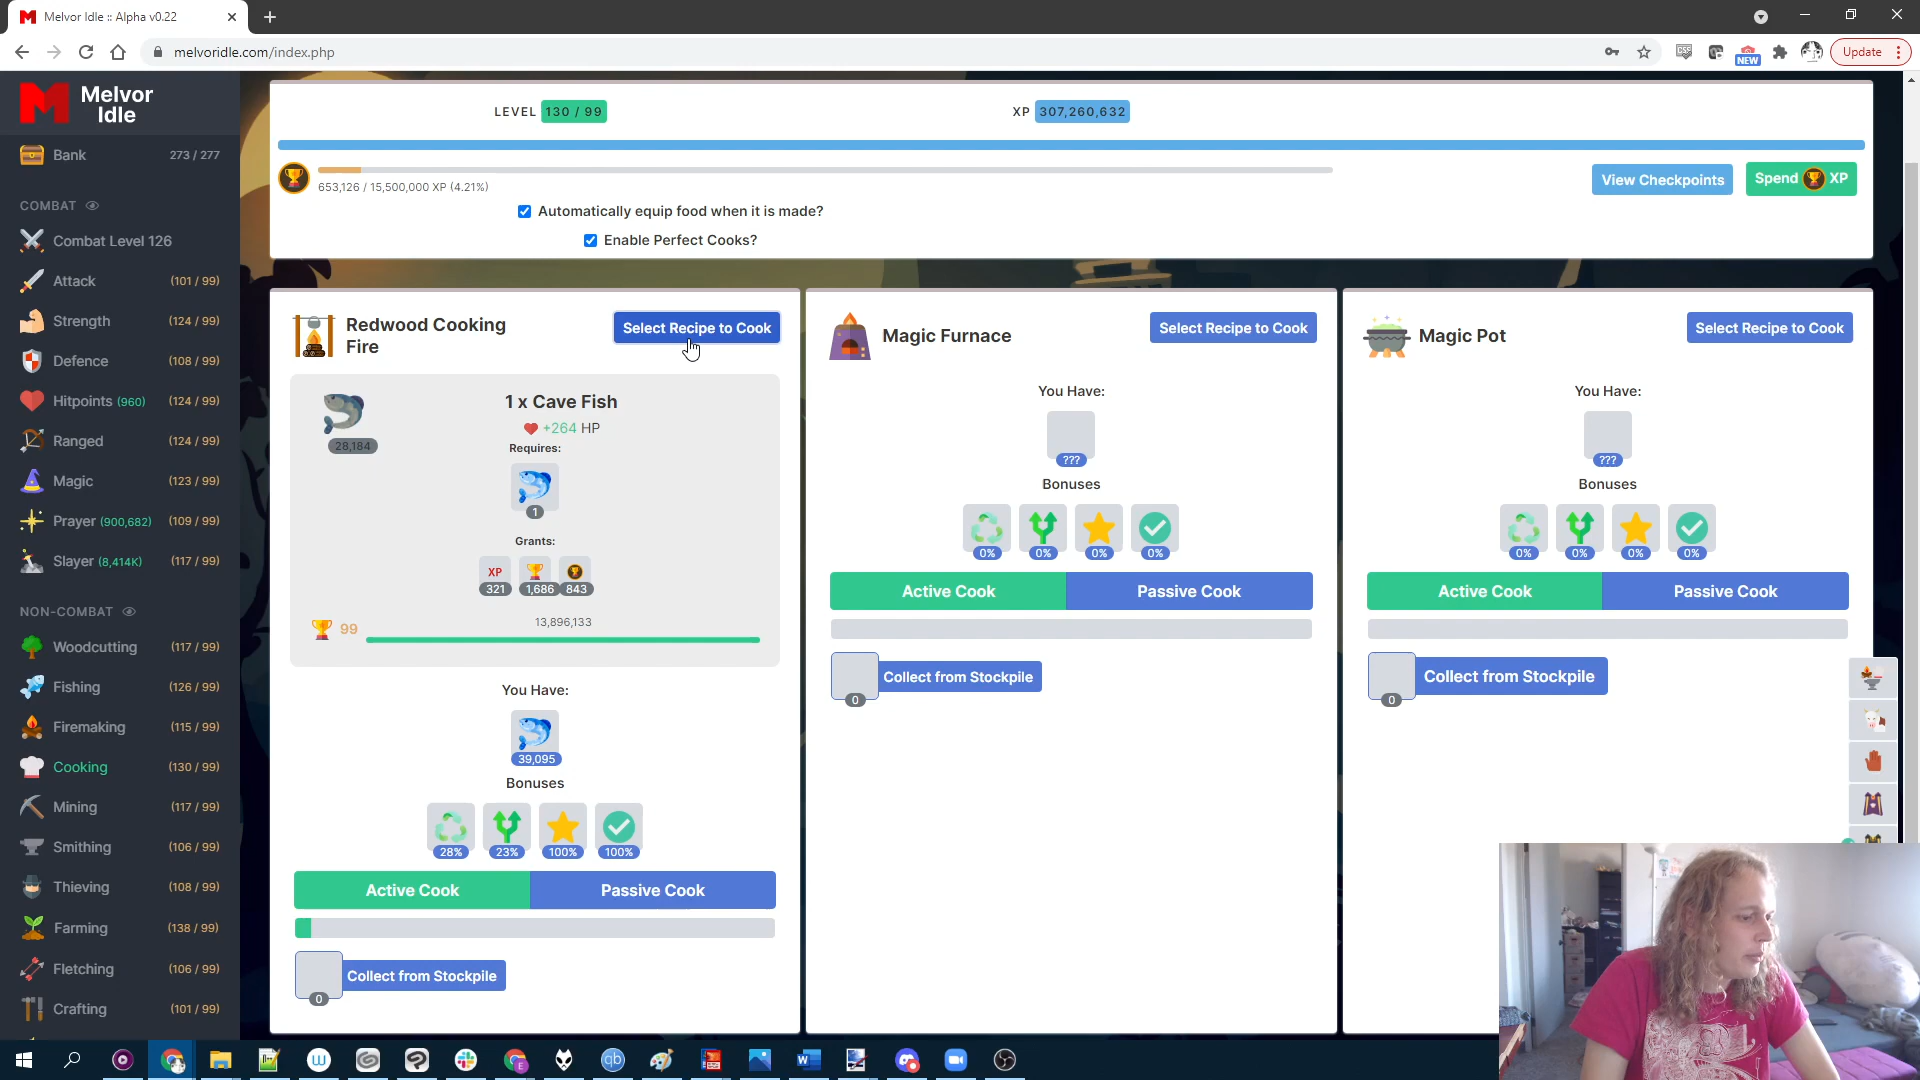 Melvor Idle :: Alpha v0.22
melvoridle.com/index.php
NEW
Update
Melvor
Idle
Bank 273 / 277
COMBAT
Combat Level 126
Attack (101 / 99)
Strength (124 / 99)
Defence (108 / 99)
Hitpoints (960) (124 / 99)
Ranged (124 / 99)
Magic (123 / 99)
Prayer (900,682) (109 / 99)
Slayer (8,414K) (117 / 99)
NON-COMBAT
Woodcutting (117 / 99)
Fishing (126 / 99)
Firemaking (115 / 99)
Cooking (130 / 99)
Mining (117 / 99)
Smithing (106 / 99)
Thieving (108 / 99)
Farming (138 / 99)
Fletching (106 / 99)
Crafting (101 / 99)
LEVEL 130 / 99
XP 307,260,632
653,126 / 15,500,000 XP (4.21%)
View Checkpoints
Spend XP
Automatically equip food when it is made?
Enable Perfect Cooks?
Redwood Cooking
Fire
Select Recipe to Cook
28,184
1 x Cave Fish
+264 HP
Requires:
1
Grants:
XP
321 1,686 843
99
13,896,133
You Have:
39,095
Bonuses
28% 23% 100% 100%
Active Cook Passive Cook
0
Collect from Stockpile
Magic Furnace
Select Recipe to Cook
You Have:
???
Bonuses
0% 0% 0% 0%
Active Cook Passive Cook
Collect from Stockpile
0
Magic Pot
Select Recipe to Cook
You Have:
???
Bonuses
0% 0% 0% 0%
Active Cook Passive Cook
Collect from Stockpile
0